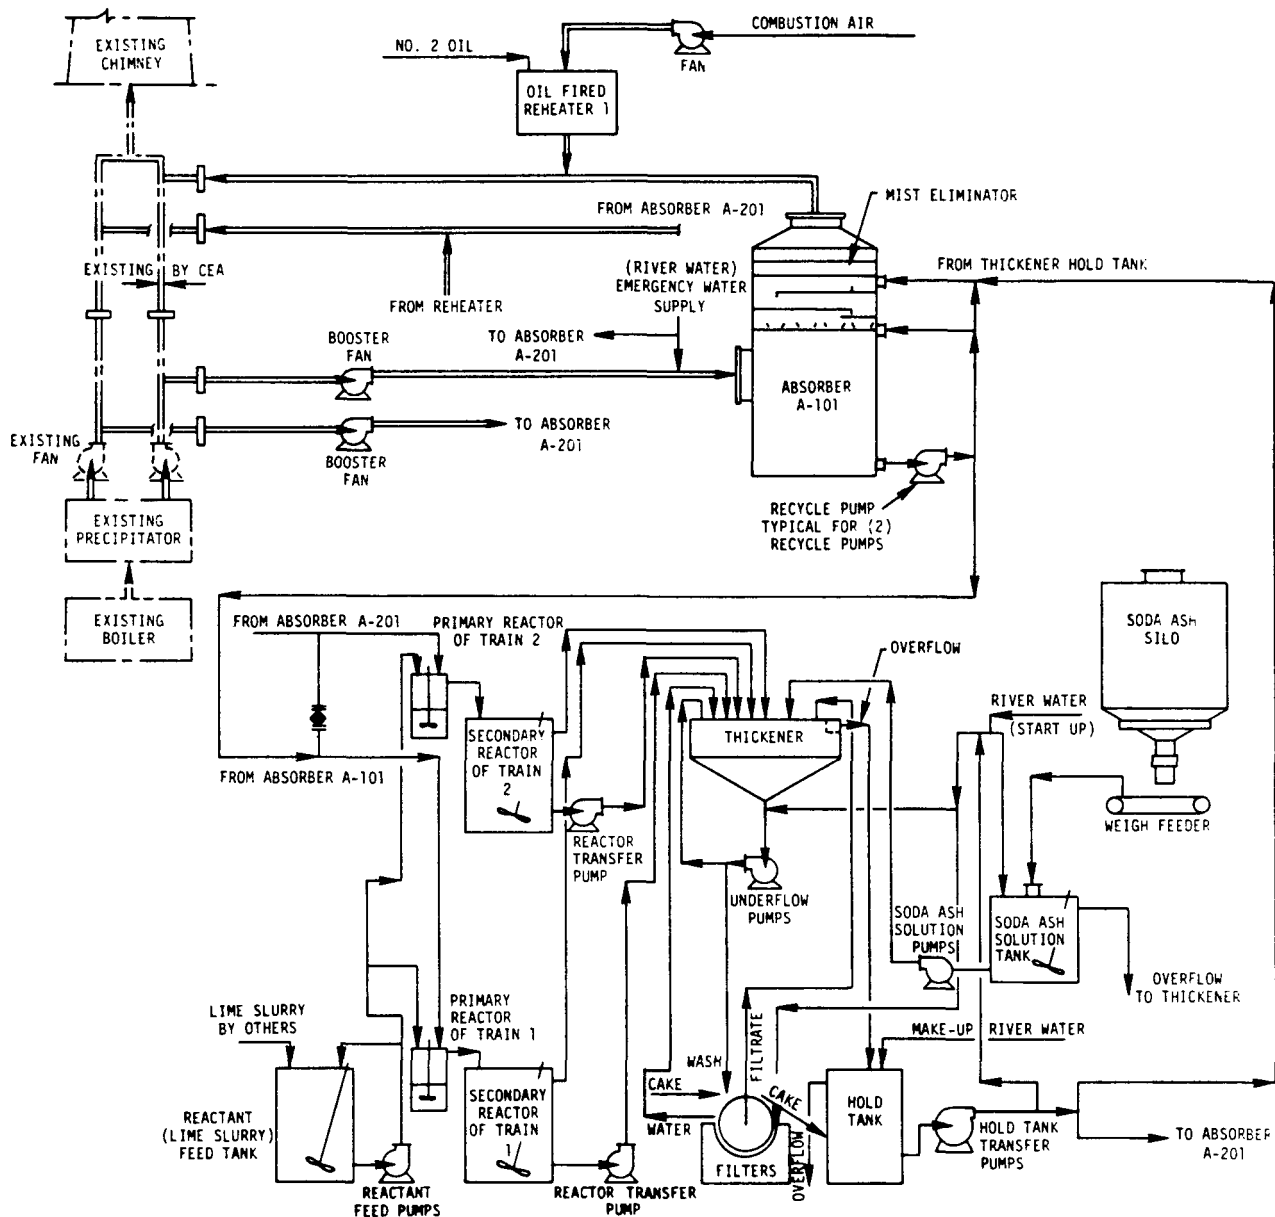 COMBUSTION AIR
EXISTING
CHIMNEY
NO. 2 OIL
FAN
OIL FIRED
REHEATER 1
MIST ELIMINATOR
FROM ABSORBER A-201
EXISTING BY CEA
(RIVER WATER)
EMERGENCY WATER
SUPPLY
FROM THICKENER HOLD TANK
FROM REHEATER
BOOSTER
FAN
TO ABSORBER
A-201
ABSORBER
A-101
EXISTING
FAN
BOOSTER
FAN
TO ABSORBER
A-201
EXISTING
PRECIPITATOR
RECYCLE PUMP
TYPICAL FOR (2)
RECYCLE PUMPS
EXISTING
BOILER
FROM ABSORBER A-201
PRIMARY REACTOR
OF TRAIN 2
SODA ASH
SILO
OVERFLOW
RIVER WATER
(START UP)
SECONDARY
REACTOR
OF TRAIN
2
THICKENER
FROM ABSORBER A-101
WEIGH FEEDER
REACTOR
TRANSFER
PUMP
UNDERFLOW
PUMPS
SODA ASH
SOLUTION
PUMPS
SODA ASH
SOLUTION
TANK
OVERFLOW
TO THICKENER
LIME SLURRY
BY OTHERS
PRIMARY
REACTOR
OF TRAIN 1
MAKE-UP RIVER WATER
WASH
FILTRATE
CAKE
CAKE
WATER
REACTANT
(LIME SLURRY)
FEED TANK
SECONDARY
REACTOR
OF TRAIN
1
HOLD
TANK
HOLD TANK
TRANSFER
PUMPS
TO ABSORBER
A-201
FILTERS
OVERFLOW
REACTANT
FEED PUMPS
REACTOR TRANSFER
PUMP